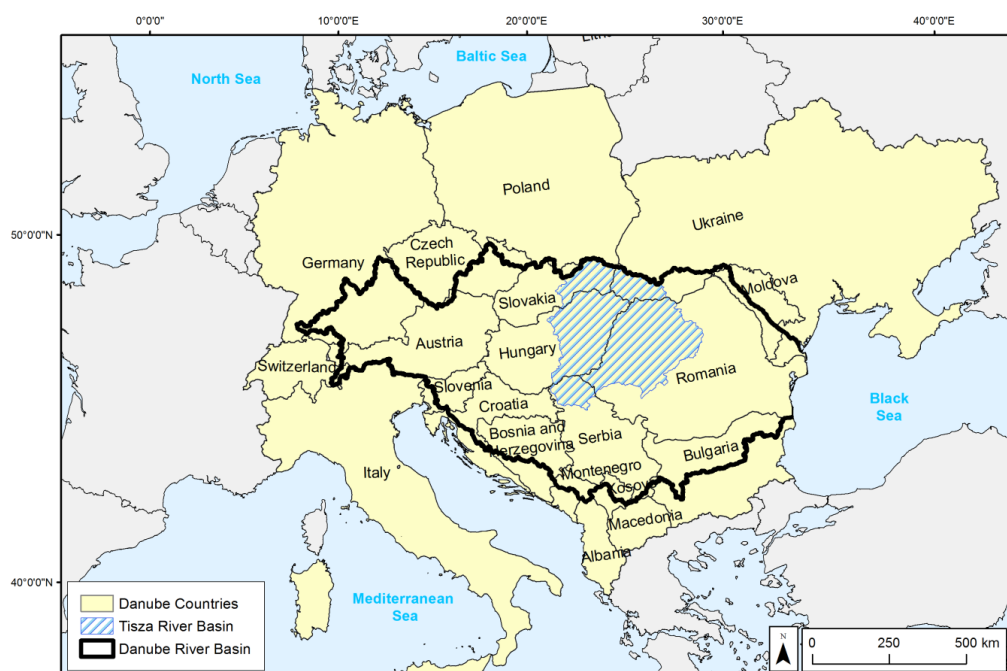 0°0'0"
10°0'0"E
20°0'0"E
30°0'0"E
40°0'0"E
Baltic Sea
North Sea
Poland
Ukraine
50°0'0"N
Czech
Republic
Germany
Moldova
Slovakia
Austria
Hungary
Switzerland
Romania
Slovenia
Croatia
Black
Sea
Bosnia and
Herzegovina
Serbia
Bulgaria
Italy
Montenegro
Kosovo
Macedonia
Albania
40°0'0"N
Mediterranean
Sea
Danube Countries
Tisza River Basin
Danube River Basin
N
0
250
500 km